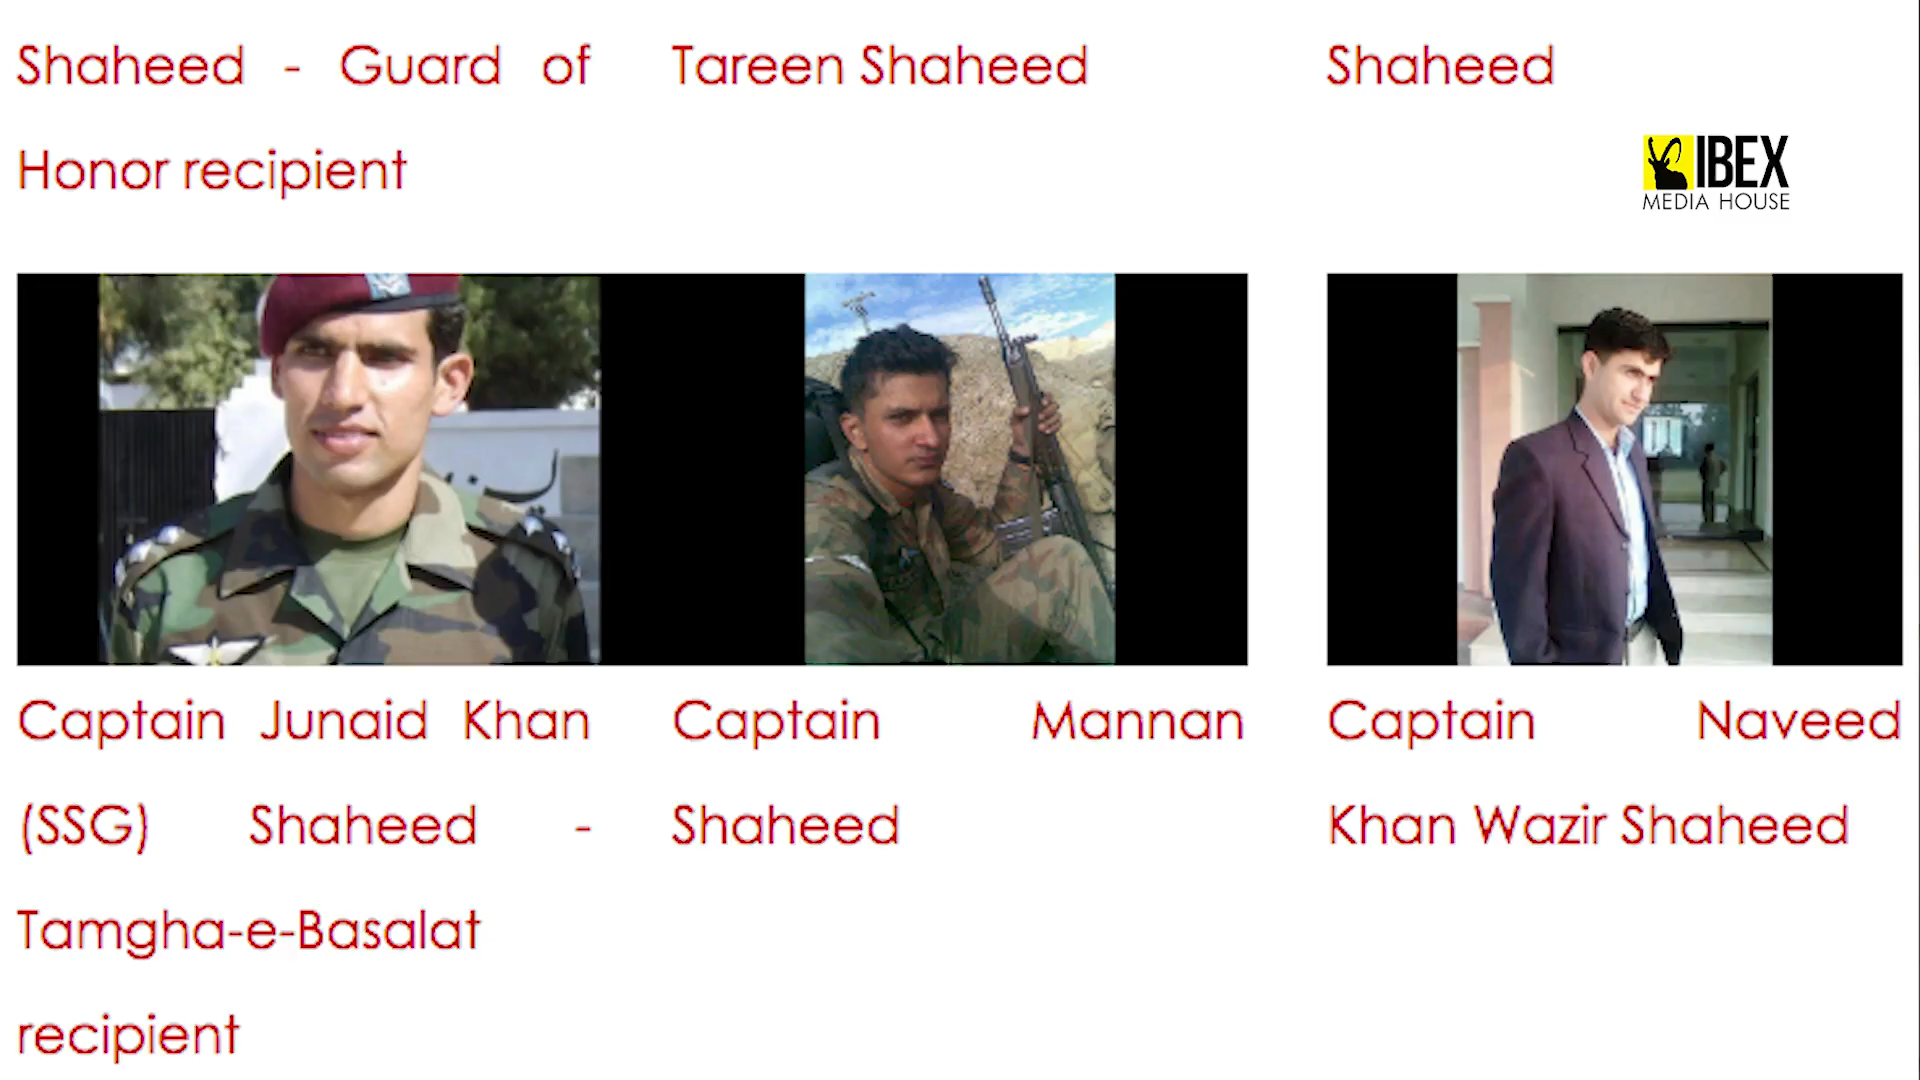 Shaheed - Guard of
Honor recipient
Tareen Shaheed
Shaheed
IBEX
MEDIA HOUSE
Captain Junaid Khan
(SSG) Shaheed -
Tamgha-e-Basalat
recipient
Captain Mannan
Shaheed
Captain Naveed
Khan Wazir Shaheed